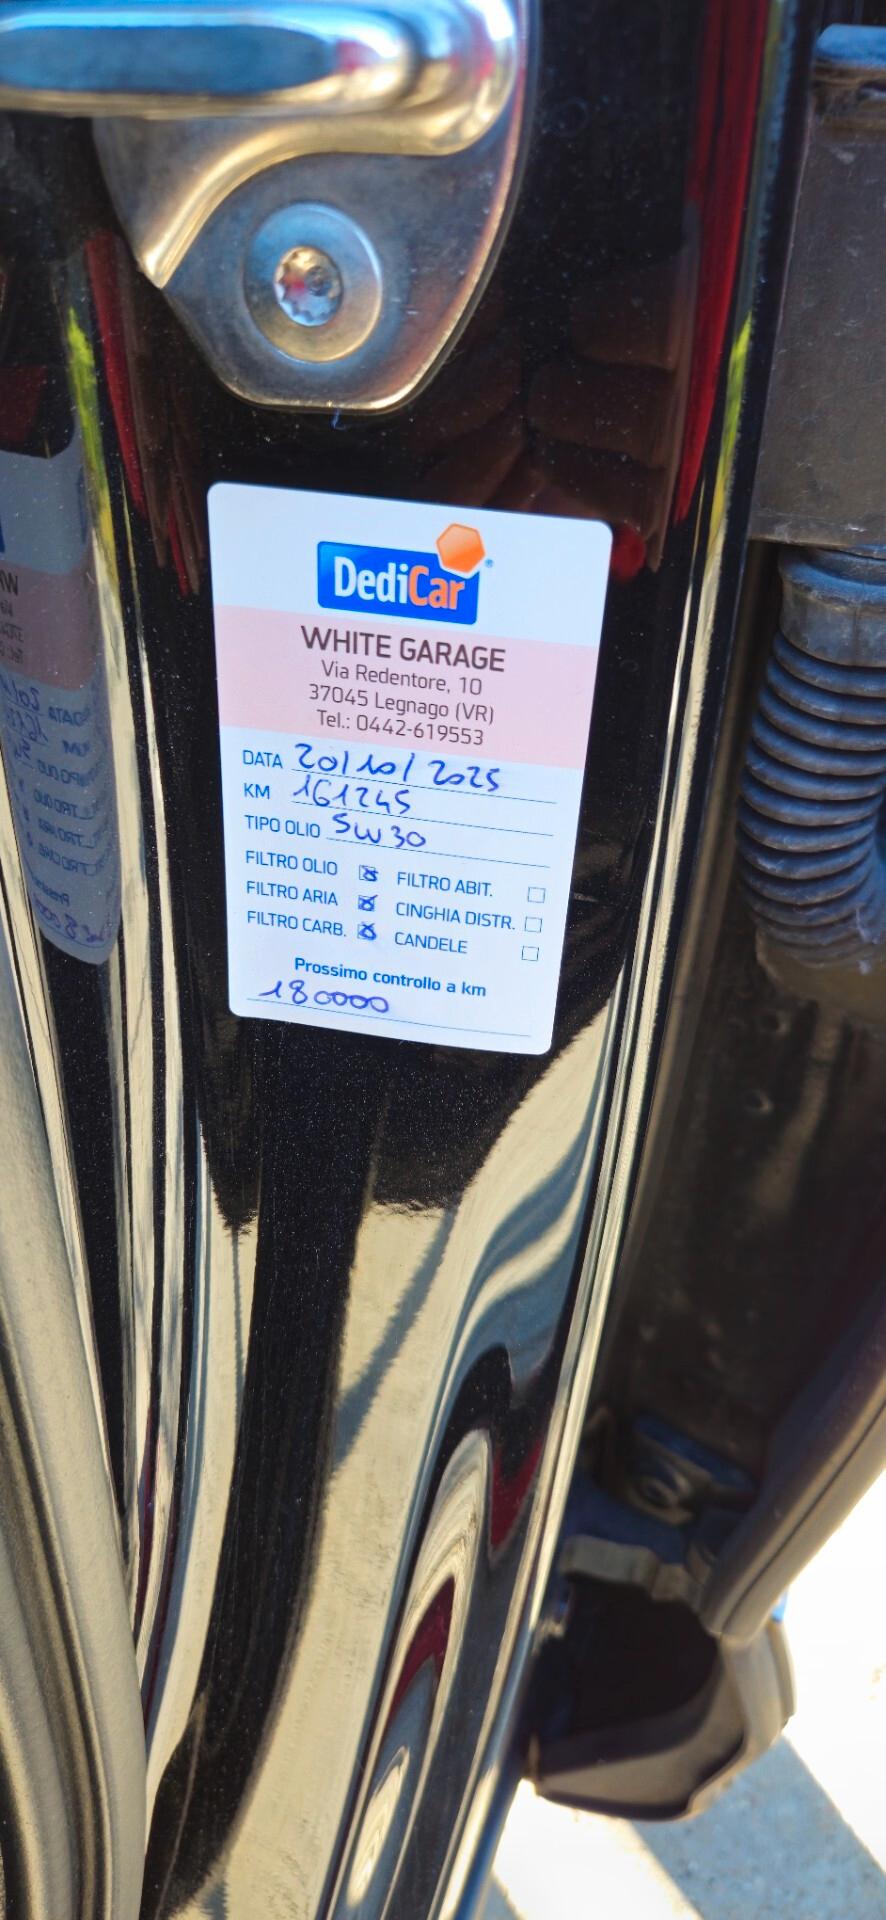 DediCar®
WHITE GARAGE
Via Redentore, 10
37045 Legnago (VR)
Tel.: 0442-619553
DATA 20/10/2025
KM 161245
TIPO OLIO 5W30
FILTRO OLIO ☒ FILTRO ABIT. ☐
FILTRO ARIA ☒ CINGHIA DISTR. ☐
FILTRO CARB. ☒ CANDELE ☐
Prossimo controllo a km
180000